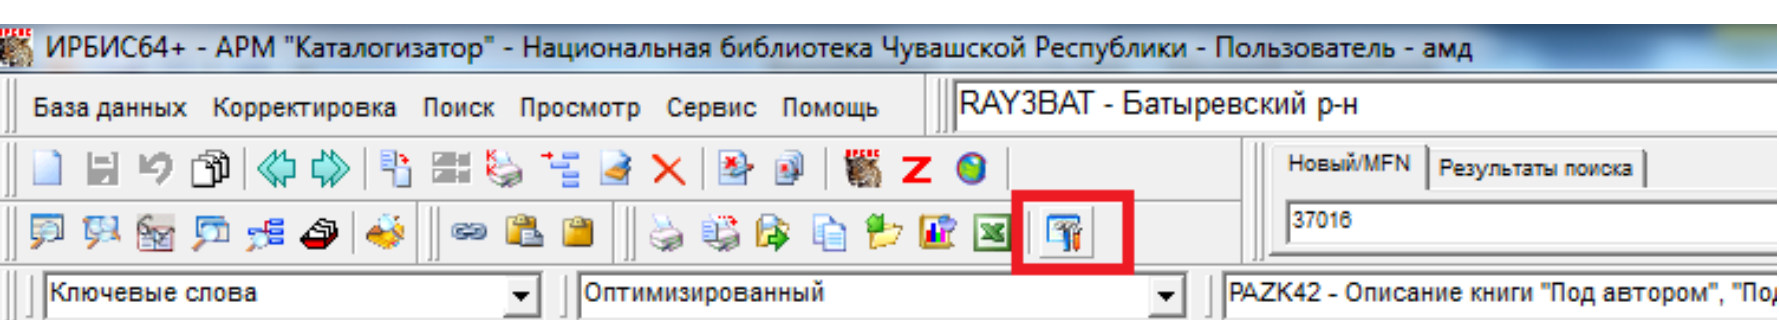 ИРБИС64+ - АРМ "Каталогизатор" - Национальная библиотека Чувашской Республики - Пользователь - амд
База данных Корректировка Поиск Просмотр Сервис Помощь RAY3BAT - Батыревский р-н
Новый/MFN Результаты поиска
37016
Ключевые слова Оптимизированный PAZK42 - Описание книги "Под автором",